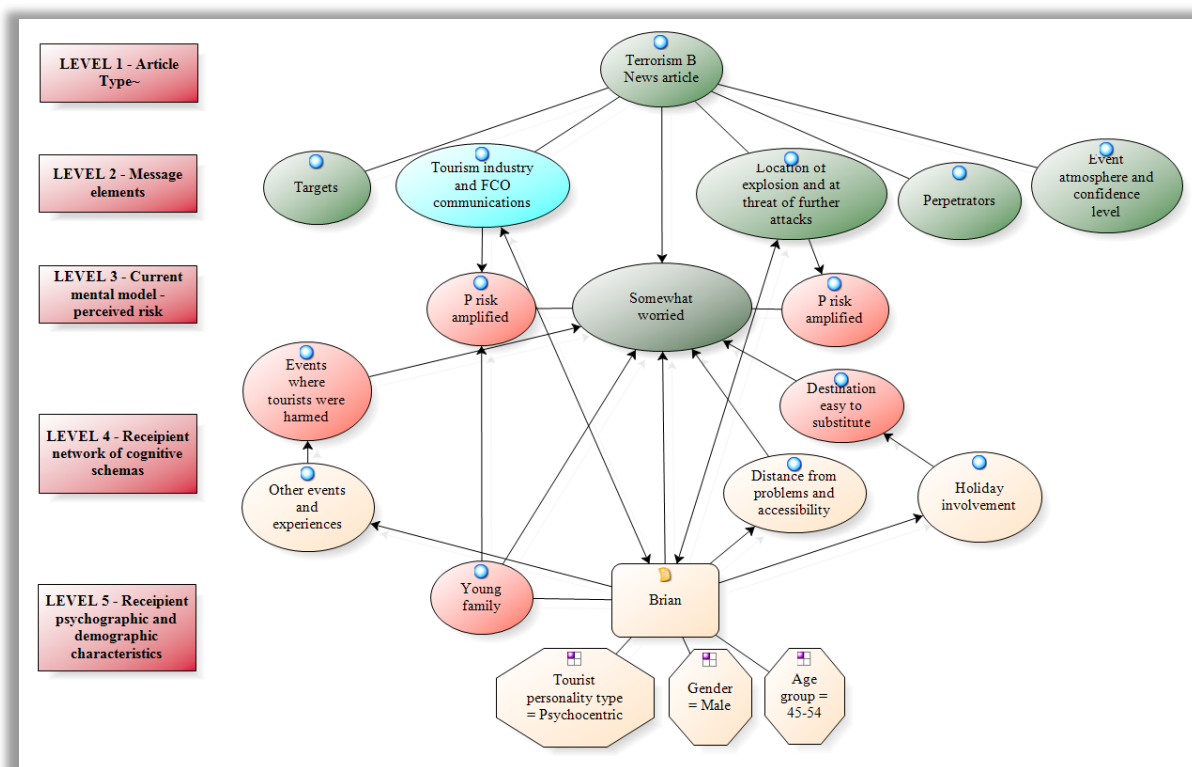 LEVEL 1 - Article
Type~
Terrorism B
News article
LEVEL 2 - Message
elements
Targets
Tourism industry
and FCO
communications
Location of
explosion and at
threat of further
attacks
Perpetrators
Event
atmosphere and
confidence
level
LEVEL 3 - Current
mental model -
perceived risk
P risk
amplified
Somewhat
worried
P risk
amplified
Events
where
tourists were
harmed
Destination
easy to
substitute
LEVEL 4 - Receipient
network of cognitive
schemas
Other events
and
experiences
Distance from
problems and
accessibility
Holiday
involvement
LEVEL 5 - Receipient
psychographic and
demographic
characteristics
Young
family
Brian
Tourist
personality type
= Psychocentric
Gender
= Male
Age
group =
45-54